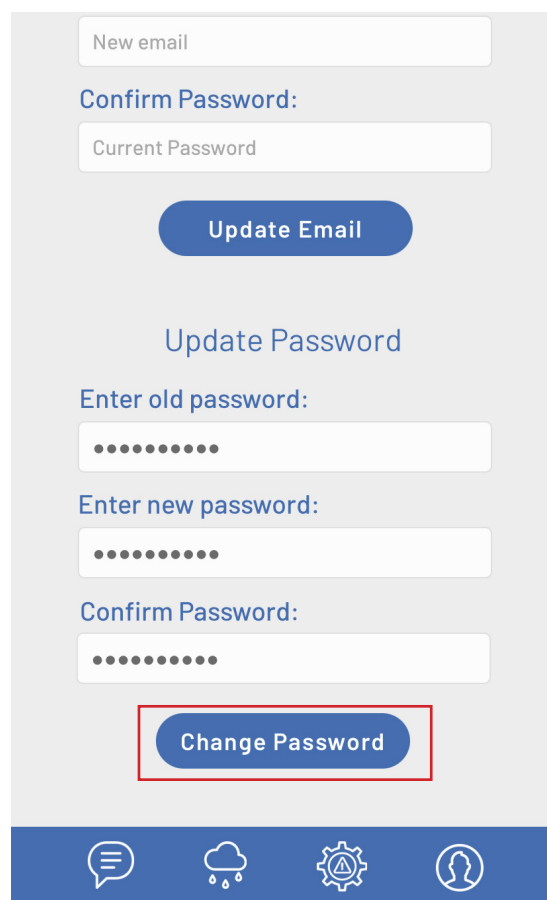 New email
Confirm Password:
Current Password
Update Email
Update Password
Enter old password:
••••••••••
Enter new password:
••••••••••
Confirm Password:
••••••••••
Change Password